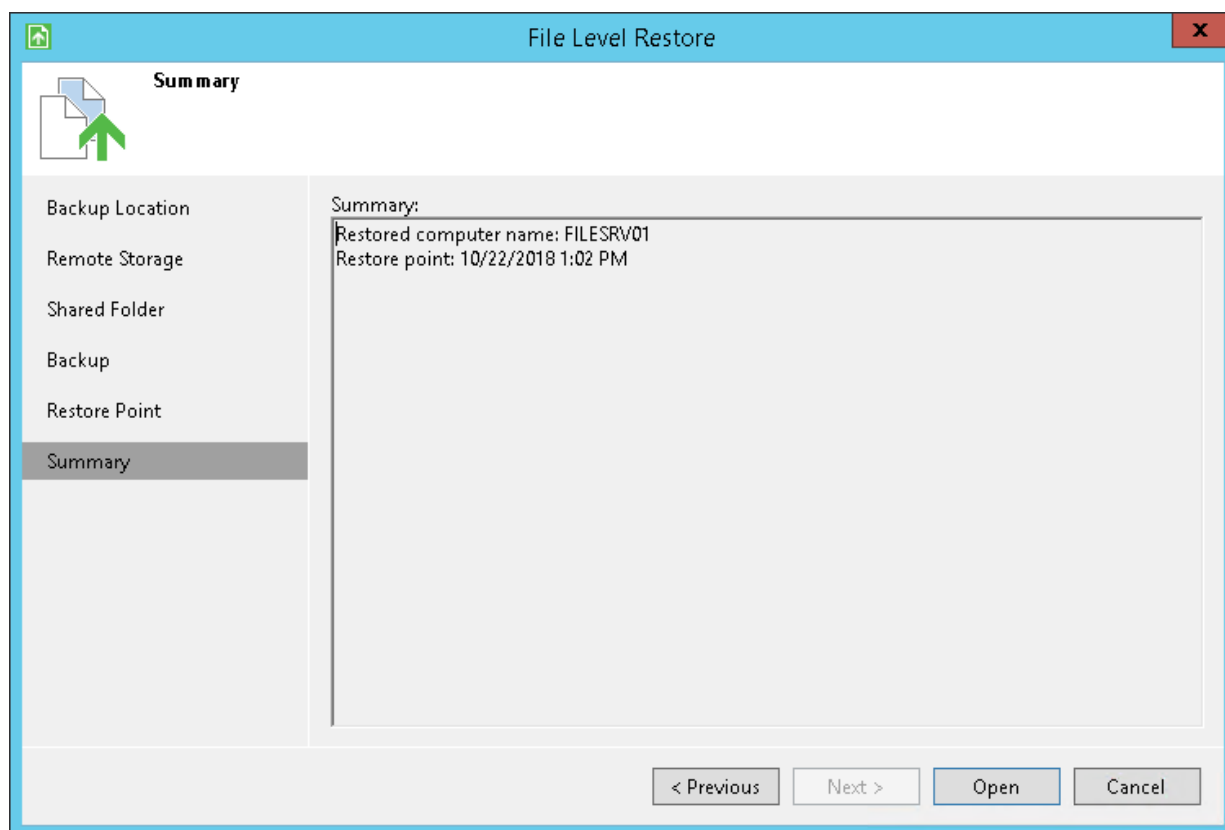 File Level Restore
x
Summary
Backup Location
Remote Storage
Shared Folder
Backup
Restore Point
Summary
Summary:
Restored computer name: FILESRV01
Restore point: 10/22/2018 1:02 PM
< Previous
Next >
Open
Cancel